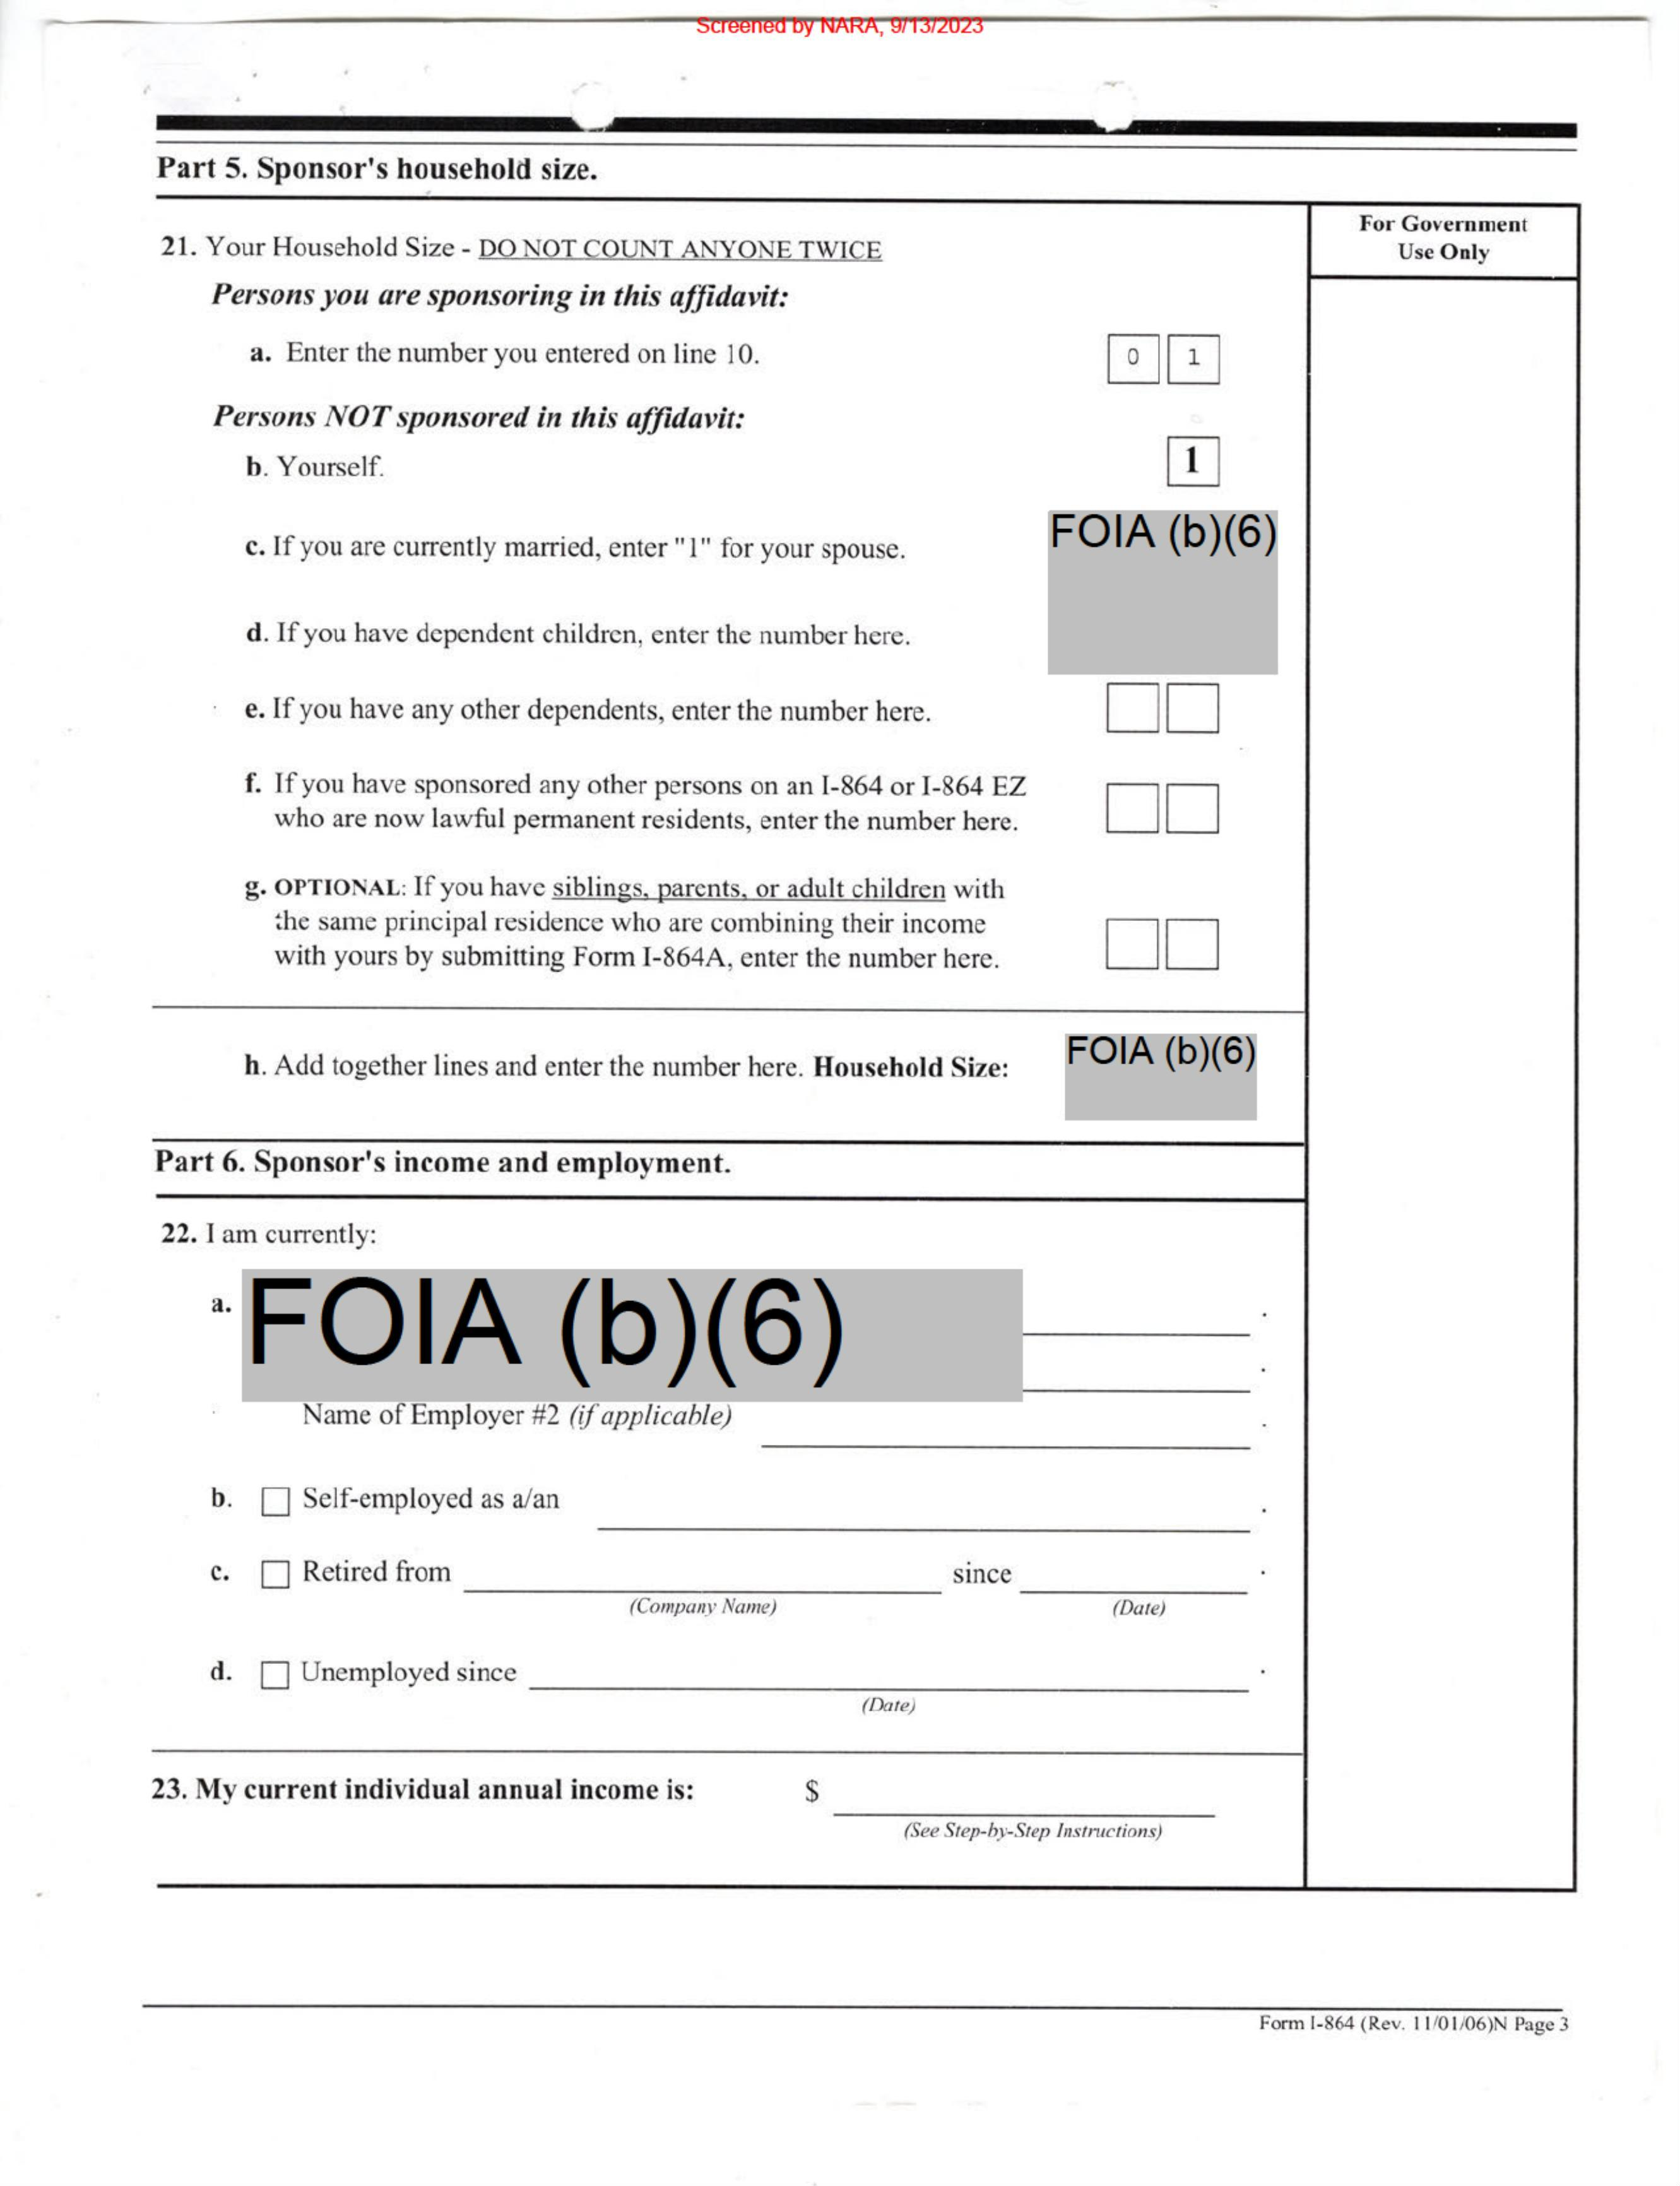 Screened by NARA, 9/13/2023
Part 5. Sponsor's household size.
For Government
Use Only
21. Your Household Size - DO NOT COUNT ANYONE TWICE
Persons you are sponsoring in this affidavit:
a. Enter the number you entered on line 10. 0 1
Persons NOT sponsored in this affidavit:
b. Yourself. 1
FOIA (b)(6)
c. If you are currently married, enter "1" for your spouse.
d. If you have dependent children, enter the number here.
e. If you have any other dependents, enter the number here.
f. If you have sponsored any other persons on an I-864 or I-864 EZ
who are now lawful permanent residents, enter the number here.
g. OPTIONAL: If you have siblings, parents, or adult children with
the same principal residence who are combining their income
with yours by submitting Form I-864A, enter the number here.
h. Add together lines and enter the number here. Household Size: FOIA (b)(6)
Part 6. Sponsor's income and employment.
22. I am currently:
a. FOIA (b)(6)
Name of Employer #2 (if applicable)
b. Self-employed as a/an
c. Retired from since
(Company Name) (Date)
d. Unemployed since
(Date)
23. My current individual annual income is: $
(See Step-by-Step Instructions)
Form I-864 (Rev. 11/01/06)N Page 3